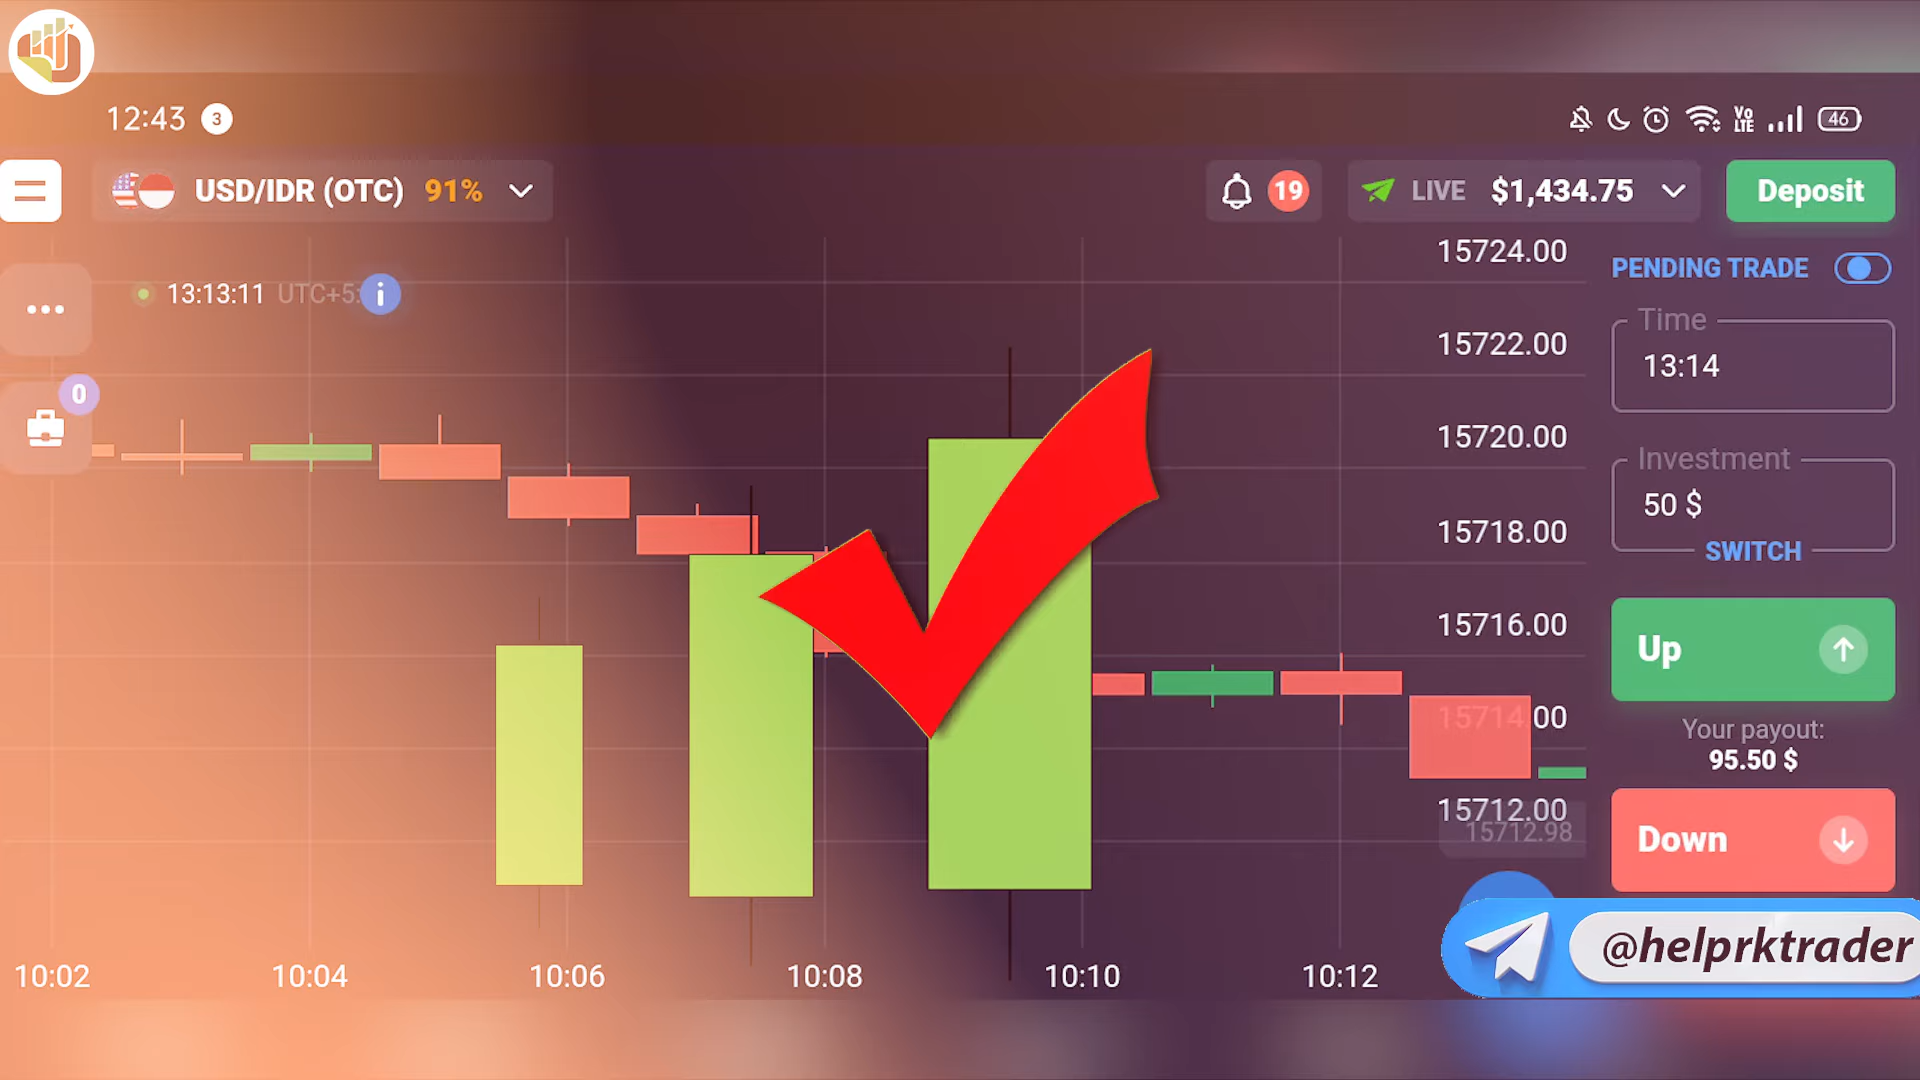 12:43 3
VO LTE 46
USD/IDR (OTC) 91%
19
LIVE $1,434.75
Deposit
13:13:11 UTC+5: i
0
15724.00
15722.00
15720.00
15718.00
15716.00
15714.00
15712.00
15712.98
PENDING TRADE
Time
13:14
Investment
50 $
SWITCH
Up
Your payout:
95.50 $
Down
@helprktrader
10:02 10:04 10:06 10:08 10:10 10:12